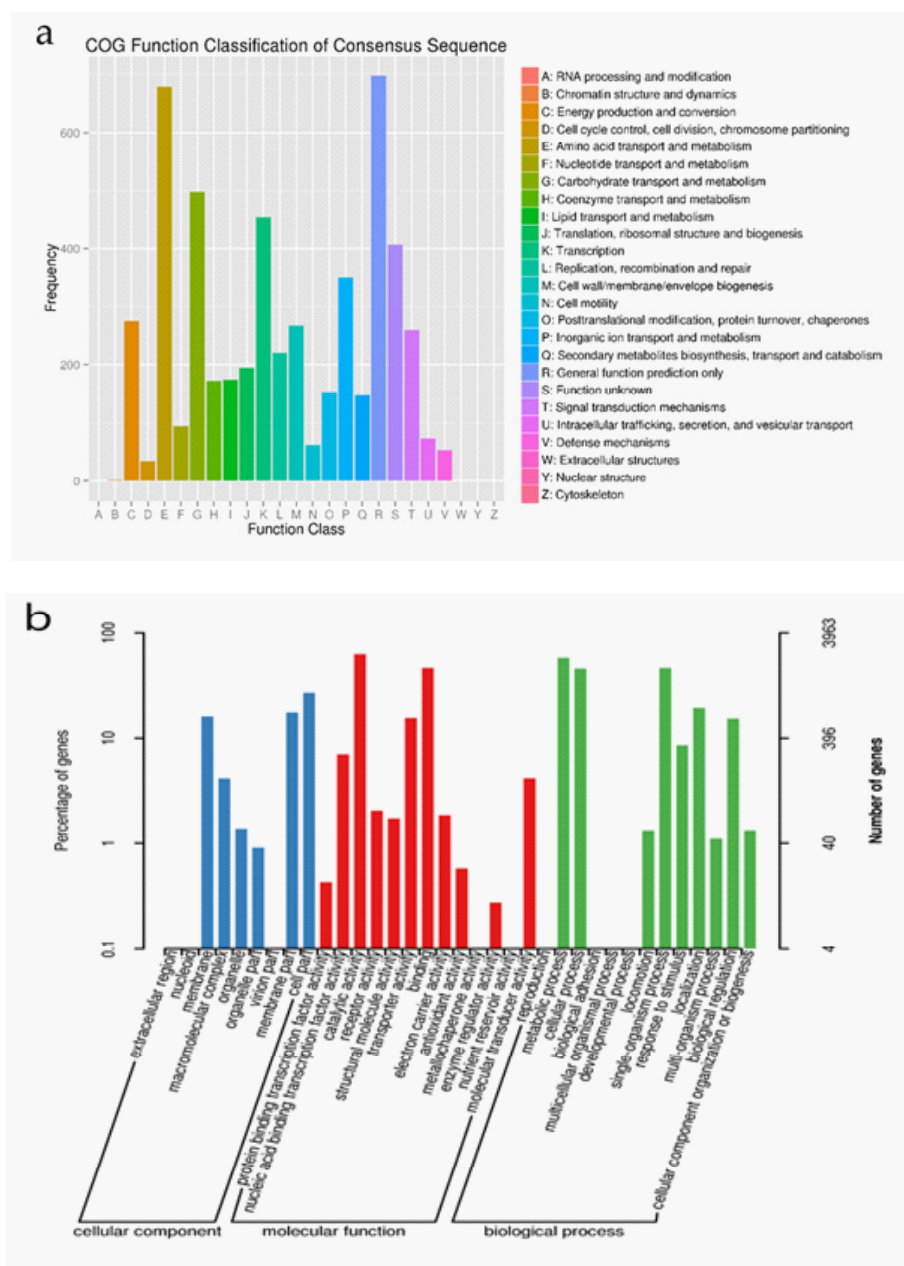 a
COG Function Classification of Consensus Sequence
600
400
200
0
Frequency
A B C D E F G H I J K L M N O P Q R S T U V W Y Z
Function Class
A: RNA processing and modification
B: Chromatin structure and dynamics
C: Energy production and conversion
D: Cell cycle control, cell division, chromosome partitioning
E: Amino acid transport and metabolism
F: Nucleotide transport and metabolism
G: Carbohydrate transport and metabolism
H: Coenzyme transport and metabolism
I: Lipid transport and metabolism
J: Translation, ribosomal structure and biogenesis
K: Transcription
L: Replication, recombination and repair
M: Cell wall/membrane/envelope biogenesis
N: Cell motility
O: Posttranslational modification, protein turnover, chaperones
P: Inorganic ion transport and metabolism
Q: Secondary metabolites biosynthesis, transport and catabolism
R: General function prediction only
S: Function unknown
T: Signal transduction mechanisms
U: Intracellular trafficking, secretion, and vesicular transport
V: Defense mechanisms
W: Extracellular structures
Y: Nuclear structure
Z: Cytoskeleton
b
100
10
1
0.1
Percentage of genes
3963
396
40
4
Number of genes
extracellular region
nucleoid
membrane
macromolecular complex
organelle
organelle part
virion part
membrane part
cell part
protein binding transcription factor activity
nucleic acid binding transcription factor activity
catalytic activity
receptor activity
structural molecule activity
transporter activity
binding
electron carrier activity
antioxidant activity
metallochaperone activity
enzyme regulator activity
nutrient reservoir activity
molecular transducer activity
reproduction
metabolic process
cellular process
biological adhesion
multicellular organismal process
developmental process
locomotion
single-organism process
response to stimulus
localization
multi-organism process
biological regulation
cellular component organization or biogenesis
cellular component
molecular function
biological process